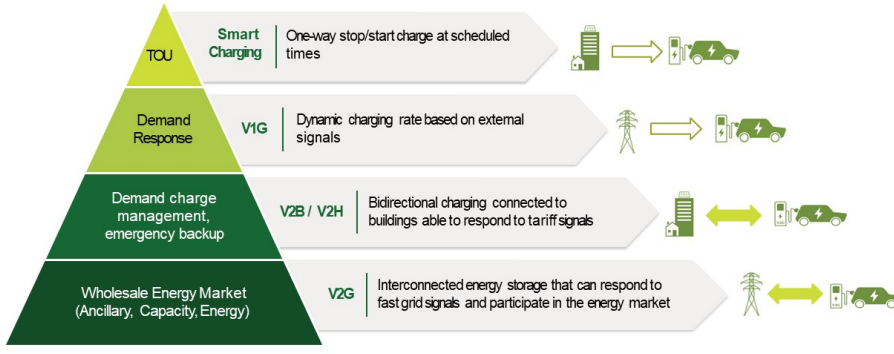 TOU
Smart
Charging
One-way stop/start charge at scheduled
times
Demand
Response
V1G
Dynamic charging rate based on external
signals
Demand charge
management,
emergency backup
V2B / V2H
Bidirectional charging connected to
buildings able to respond to tariff signals
Wholesale Energy Market
(Ancillary, Capacity, Energy)
V2G
Interconnected energy storage that can respond to
fast grid signals and participate in the energy market